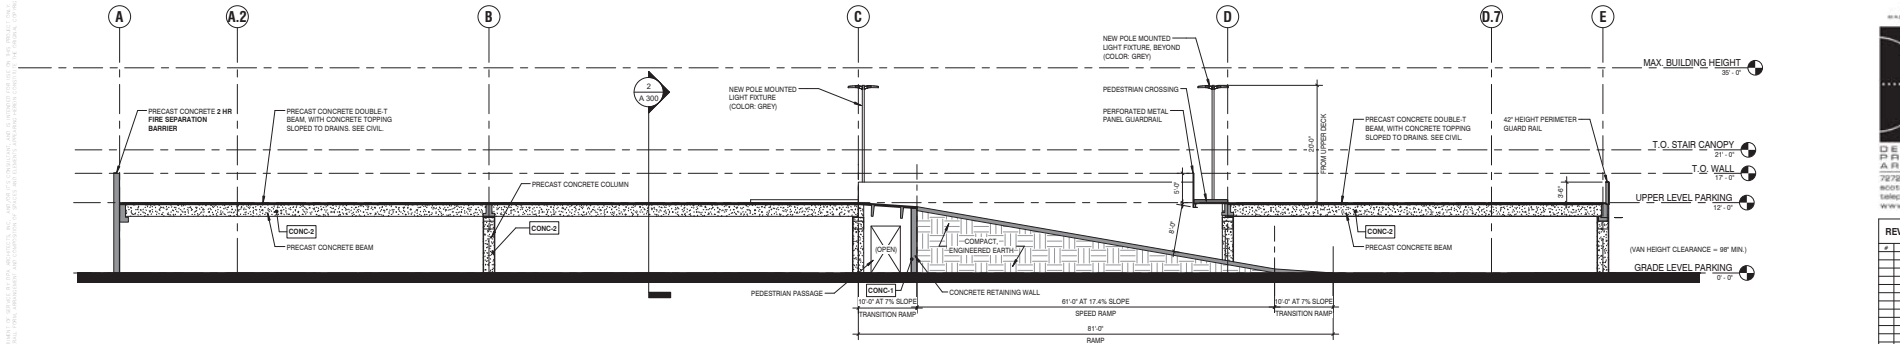 A
A.2
B
C
D
D.7
E
NEW POLE MOUNTED
LIGHT FIXTURE, BEYOND
(COLOR: GREY)
MAX. BUILDING HEIGHT
35' - 0"
2
A 300
NEW POLE MOUNTED
LIGHT FIXTURE
(COLOR: GREY)
PEDESTRIAN CROSSING
PERFORATED METAL
PANEL GUARDRAIL
PRECAST CONCRETE 2 HR
FIRE SEPARATION
BARRIER
PRECAST CONCRETE DOUBLE-T
BEAM, WITH CONCRETE TOPPING
SLOPED TO DRAINS. SEE CIVIL.
20'-0"
FROM UPPER DECK
PRECAST CONCRETE DOUBLE-T
BEAM, WITH CONCRETE TOPPING
SLOPED TO DRAINS. SEE CIVIL.
42" HEIGHT PERIMETER
GUARD RAIL
T.O. STAIR CANOPY
21' - 0"
T.O. WALL
17' - 0"
PRECAST CONCRETE COLUMN
5'-0"
3'-6"
UPPER LEVEL PARKING
12' - 0"
CONC-2
CONC-2
CONC-2
8'-0"
PRECAST CONCRETE BEAM
(OPEN)
COMPACT,
ENGINEERED EARTH
PRECAST CONCRETE BEAM
(VAN HEIGHT CLEARANCE = 98" MIN.)
GRADE LEVEL PARKING
0' - 0"
PEDESTRIAN PASSAGE
CONC-1
CONCRETE RETAINING WALL
10'-0" AT 7% SLOPE
61'-0" AT 17.4% SLOPE
10'-0" AT 7% SLOPE
TRANSITION RAMP
SPEED RAMP
TRANSITION RAMP
81'-0"
RAMP
D E
P R
A R
7272
scott
telep
www.
REV
#